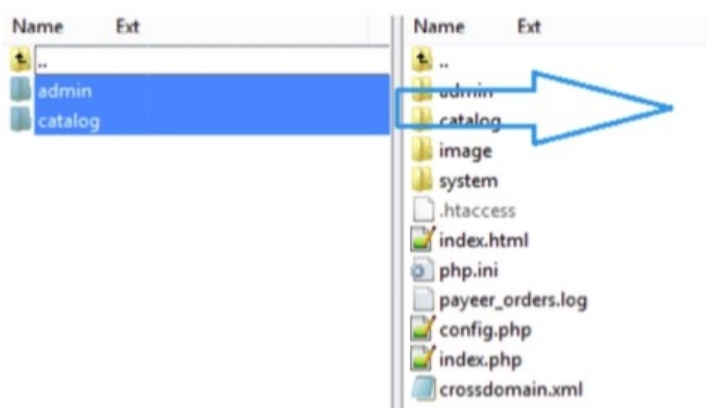 Name Ext
..
admin
catalog
Name Ext
..
admin
catalog
image
system
.htaccess
index.html
php.ini
payeer_orders.log
config.php
index.php
crossdomain.xml